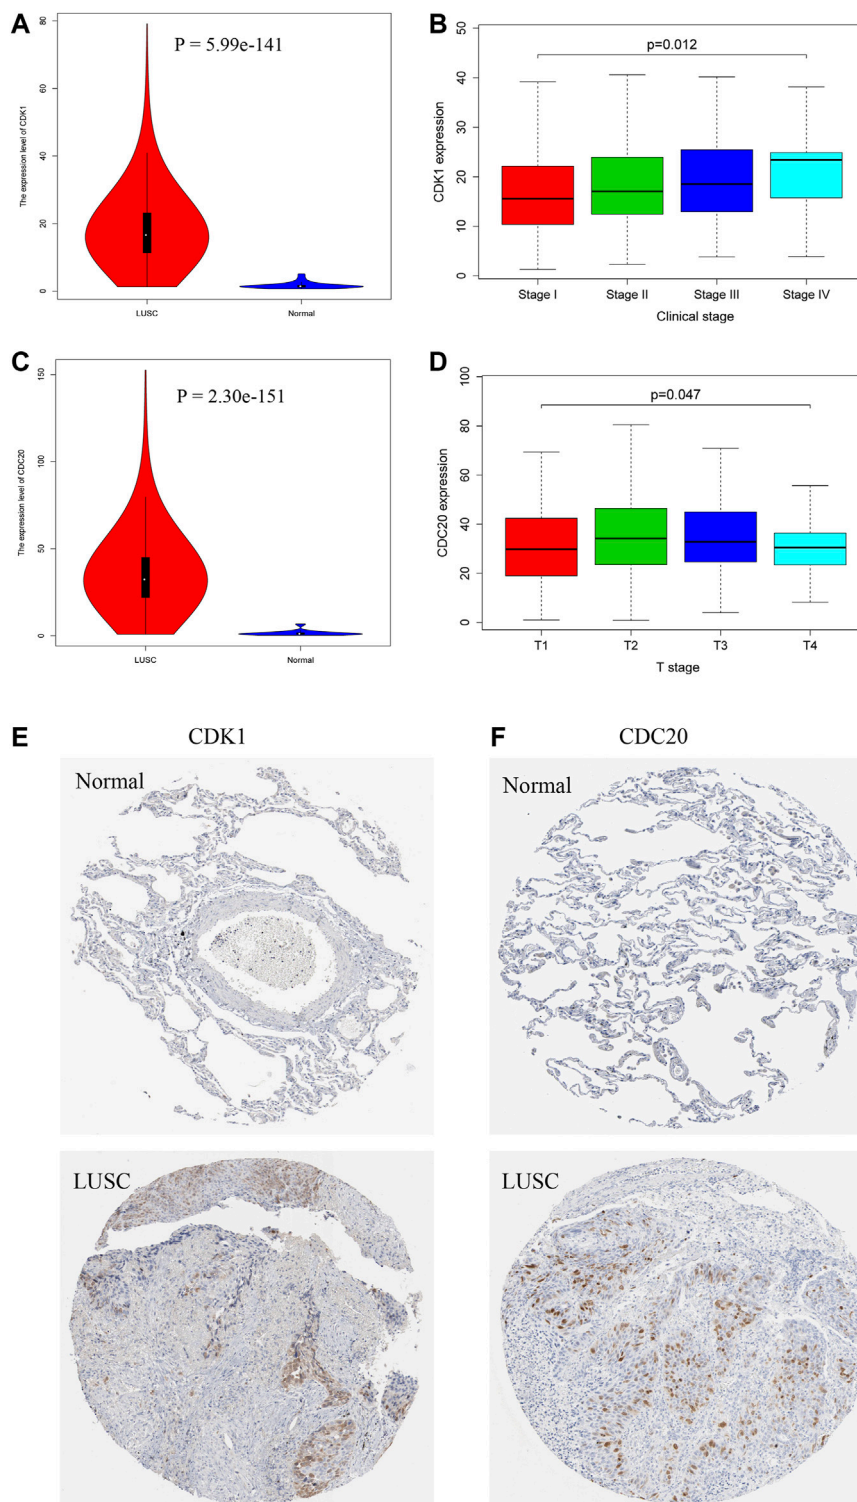 A
The expression level of CDK1
80
60
40
20
0
P = 5.99e-141
LUSC
Normal
B
CDK1 expression
50
40
30
20
10
0
p=0.012
Stage I
Stage II
Stage III
Stage IV
Clinical stage
C
The expression level of CDC20
150
100
50
0
P = 2.30e-151
LUSC
Normal
D
CDC20 expression
100
80
60
40
20
0
p=0.047
T1
T2
T3
T4
T stage
E
CDK1
Normal
LUSC
F
CDC20
Normal
LUSC